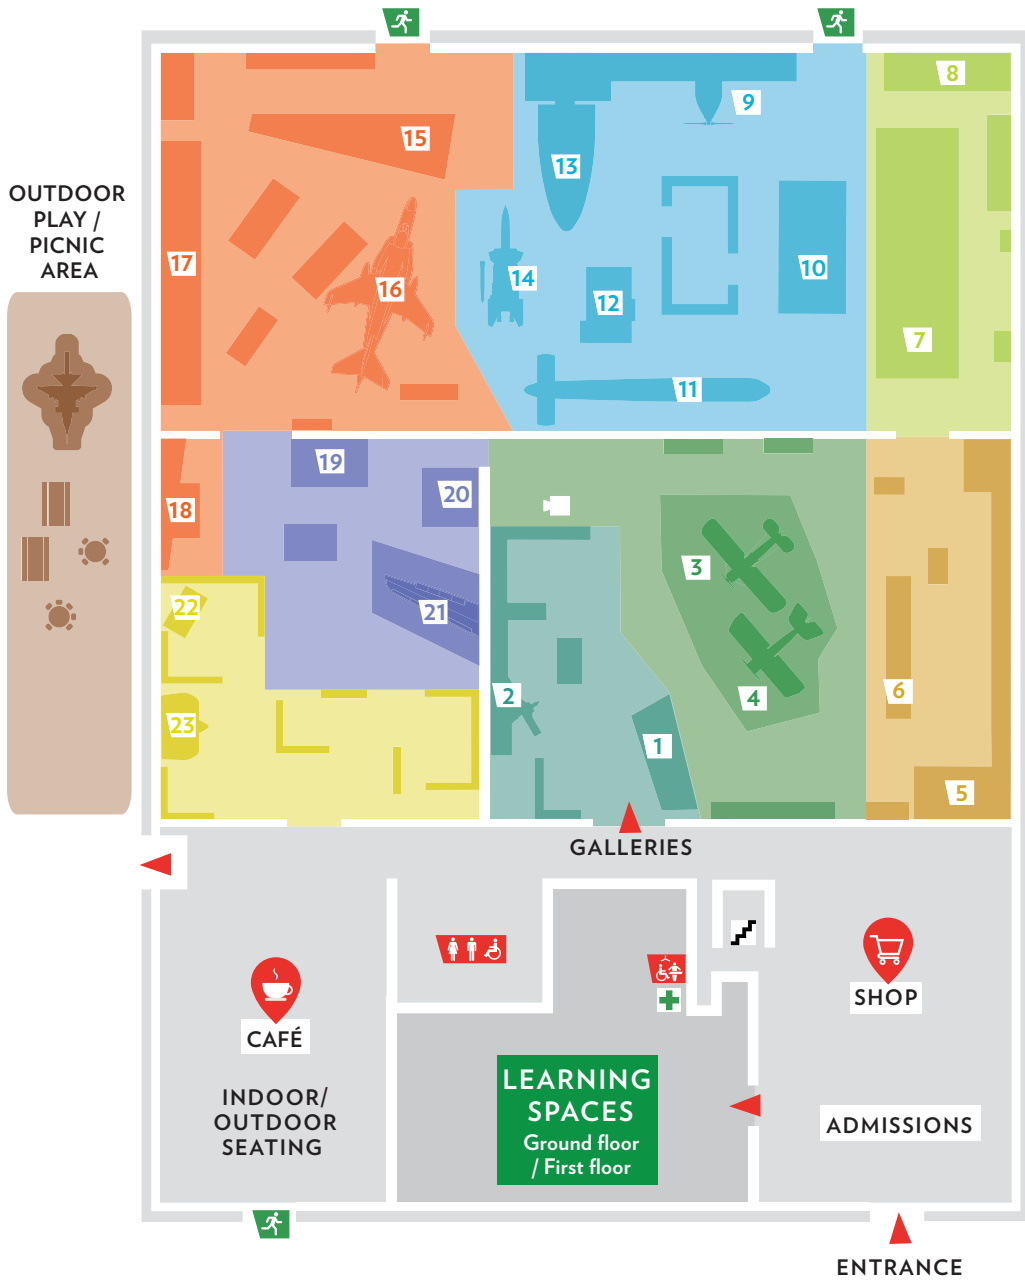 OUTDOOR
PLAY /
PICNIC
AREA
8
9
15
13
17
14
10
16
12
7
11
19
20
18
3
22
21
2
4
6
23
1
5
GALLERIES
CAFÉ
SHOP
INDOOR/
OUTDOOR
SEATING
LEARNING
SPACES
Ground floor
/ First floor
ADMISSIONS
ENTRANCE